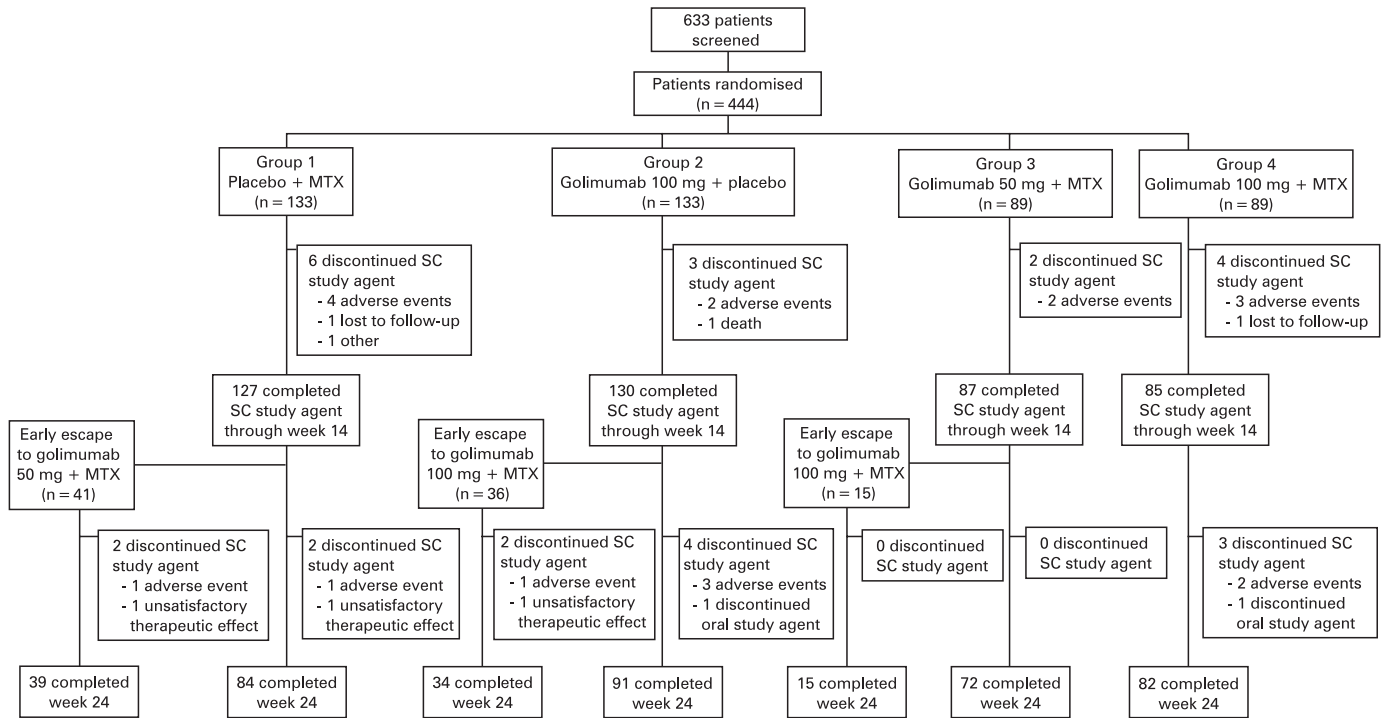 633 patients
screened
Patients randomised
(n = 444)
Group 1
Placebo + MTX
(n = 133)
Group 2
Golimumab 100 mg + placebo
(n = 133)
Group 3
Golimumab 50 mg + MTX
(n = 89)
Group 4
Golimumab 100 mg + MTX
(n = 89)
6 discontinued SC
study agent
- 4 adverse events
- 1 lost to follow-up
- 1 other
3 discontinued SC
study agent
- 2 adverse events
- 1 death
2 discontinued SC
study agent
- 2 adverse events
4 discontinued SC
study agent
- 3 adverse events
- 1 lost to follow-up
127 completed
SC study agent
through week 14
130 completed
SC study agent
through week 14
87 completed
SC study agent
through week 14
85 completed
SC study agent
through week 14
Early escape
to golimumab
50 mg + MTX
(n = 41)
Early escape
to golimumab
100 mg + MTX
(n = 36)
Early escape
to golimumab
100 mg + MTX
(n = 15)
2 discontinued SC
study agent
- 1 adverse event
- 1 unsatisfactory
therapeutic effect
2 discontinued SC
study agent
- 1 adverse event
- 1 unsatisfactory
therapeutic effect
2 discontinued SC
study agent
- 1 adverse event
- 1 unsatisfactory
therapeutic effect
4 discontinued SC
study agent
- 3 adverse events
- 1 discontinued
oral study agent
0 discontinued
SC study agent
0 discontinued
SC study agent
3 discontinued SC
study agent
- 2 adverse events
- 1 discontinued
oral study agent
39 completed
week 24
84 completed
week 24
34 completed
week 24
91 completed
week 24
15 completed
week 24
72 completed
week 24
82 completed
week 24